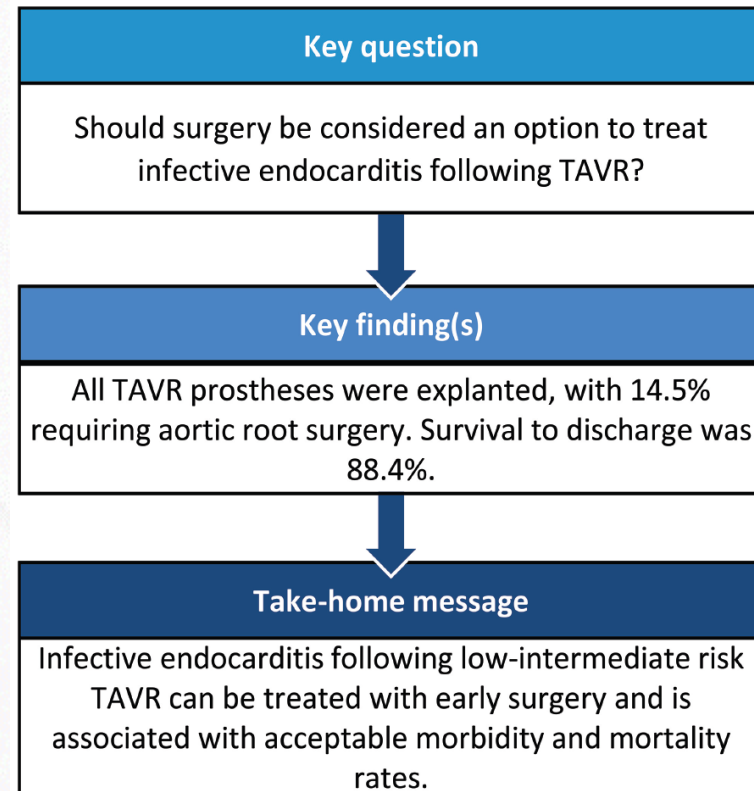 Key question
Should surgery be considered an option to treat
infective endocarditis following TAVR?
Key finding(s)
All TAVR prostheses were explanted, with 14.5%
requiring aortic root surgery. Survival to discharge was
88.4%.
Take-home message
Infective endocarditis following low-intermediate risk
TAVR can be treated with early surgery and is
associated with acceptable morbidity and mortality
rates.